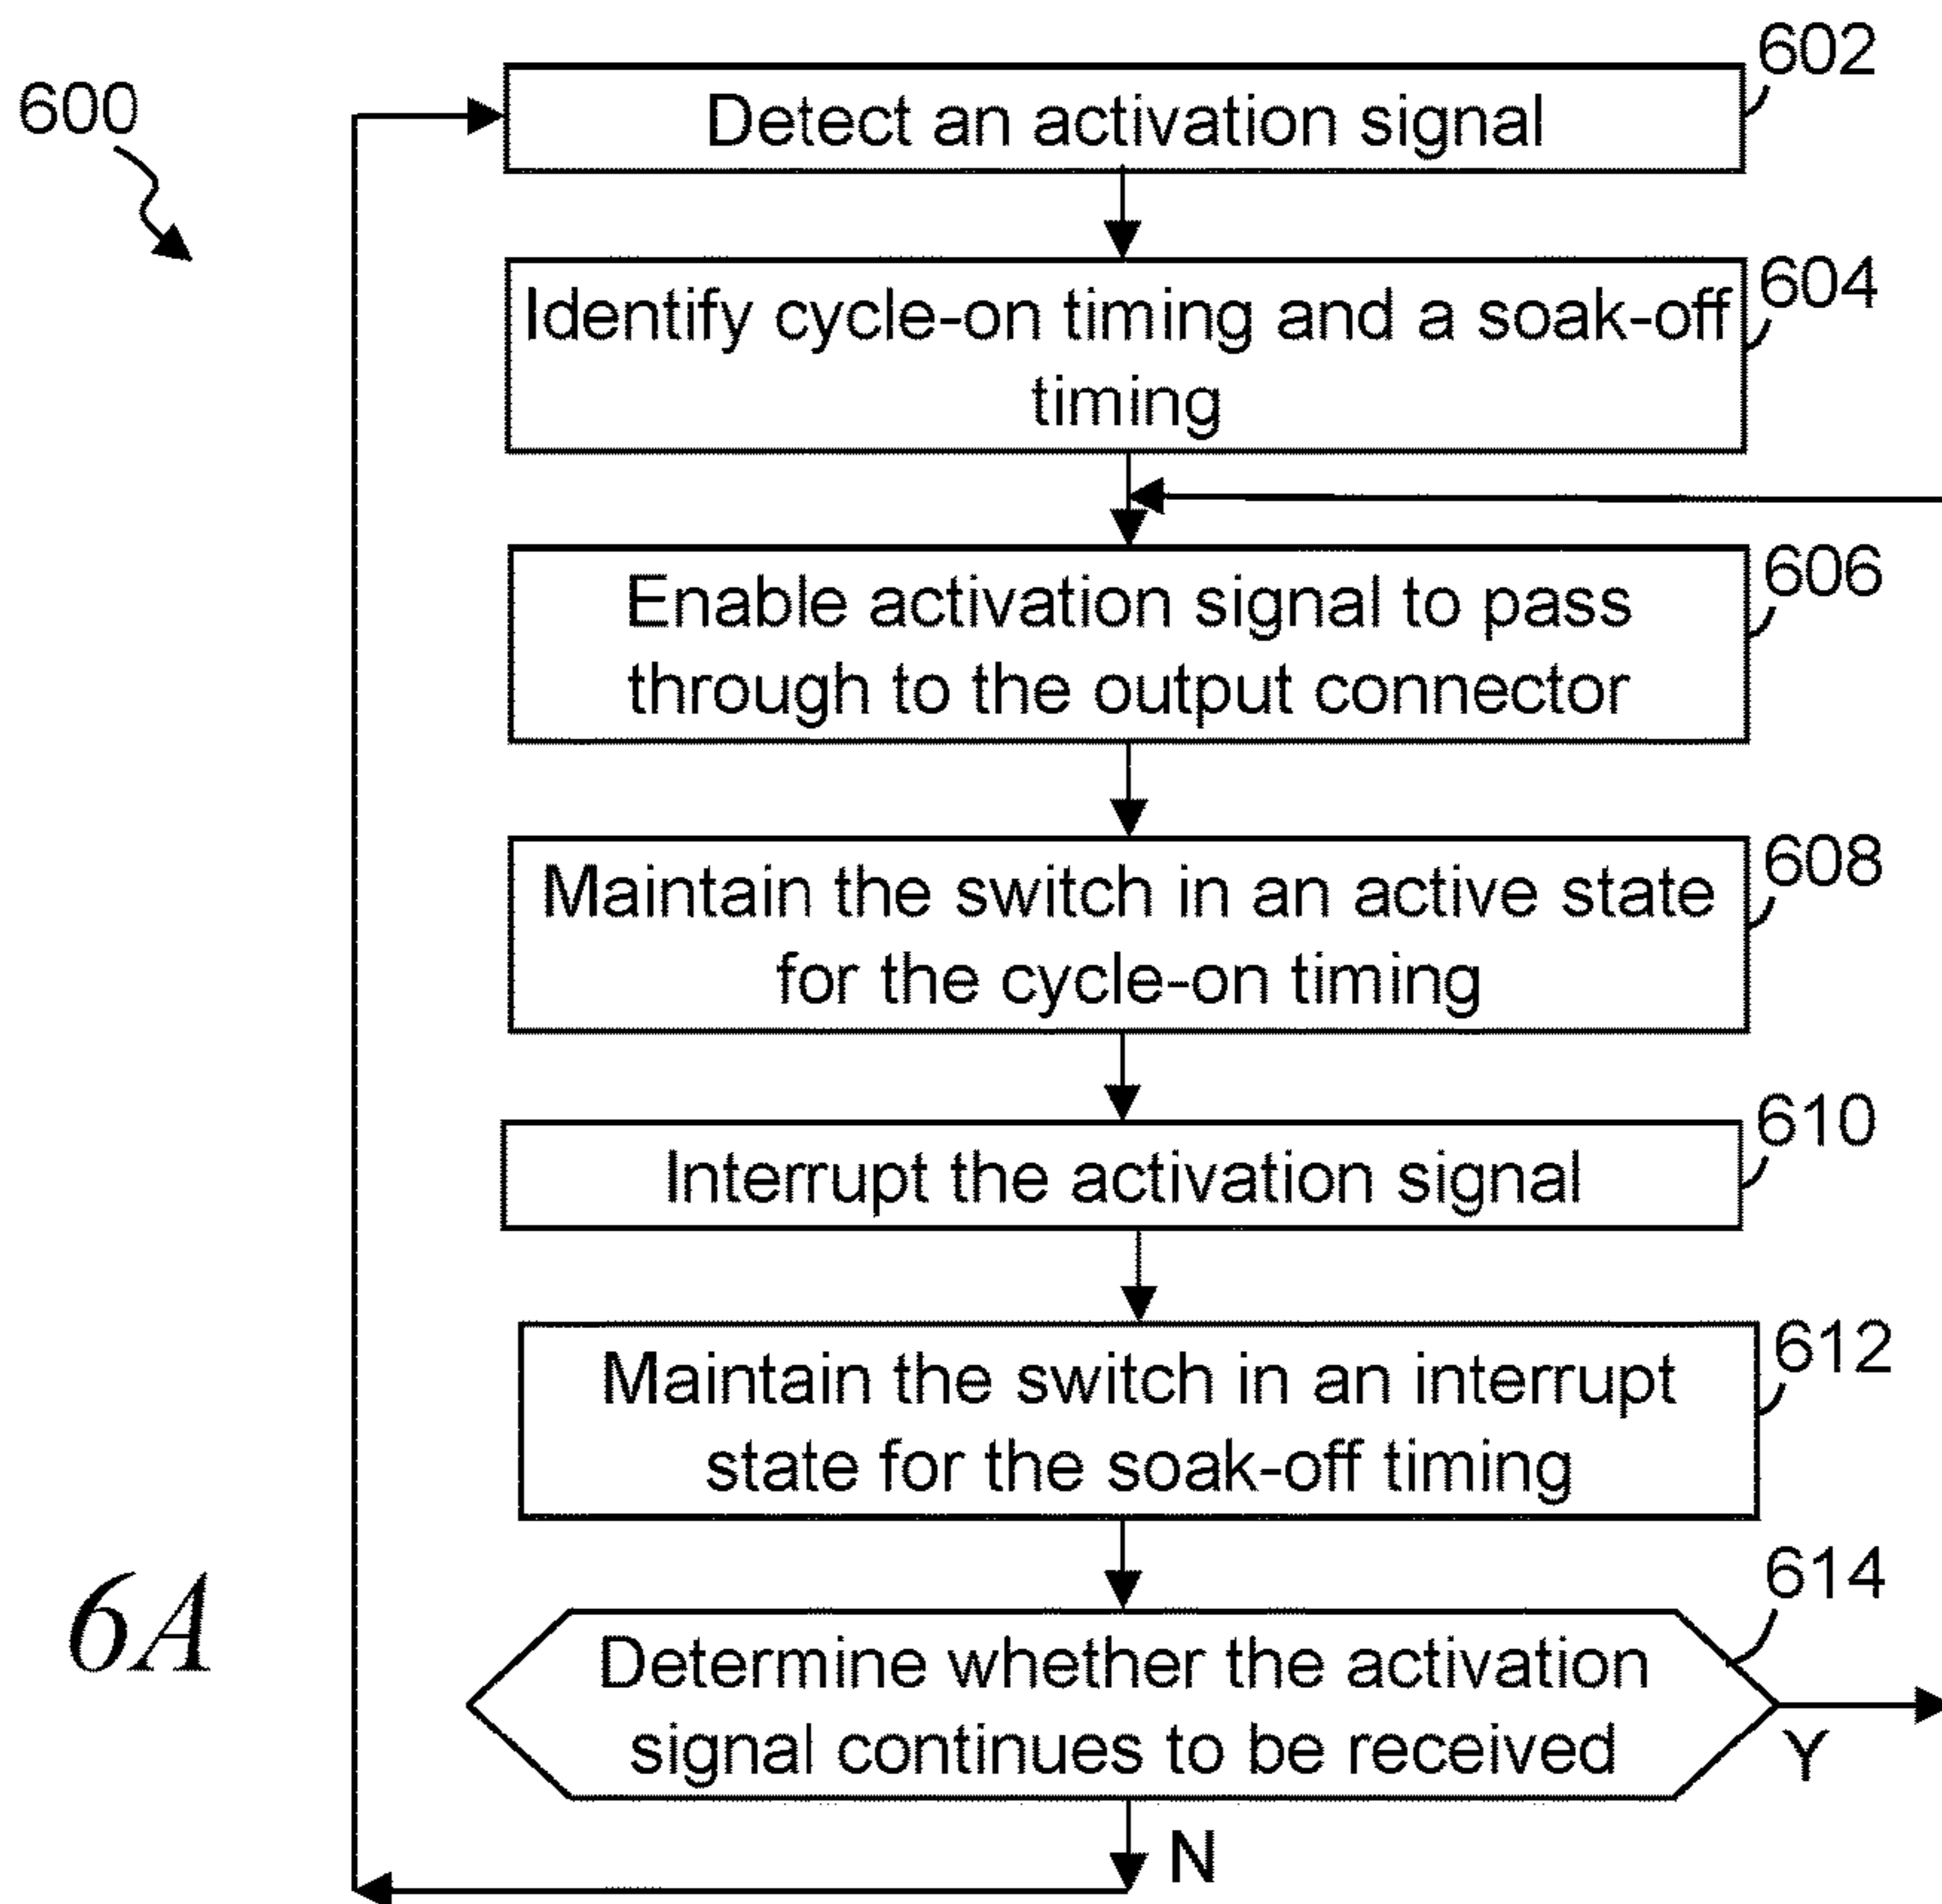 600
602
Detect an activation signal
604
Identify cycle-on timing and a soak-off
timing
606
Enable activation signal to pass
through to the output connector
608
Maintain the switch in an active state
for the cycle-on timing
610
Interrupt the activation signal
612
Maintain the switch in an interrupt
state for the soak-off timing
614
Determine whether the activation
signal continues to be received
Y
N
6A